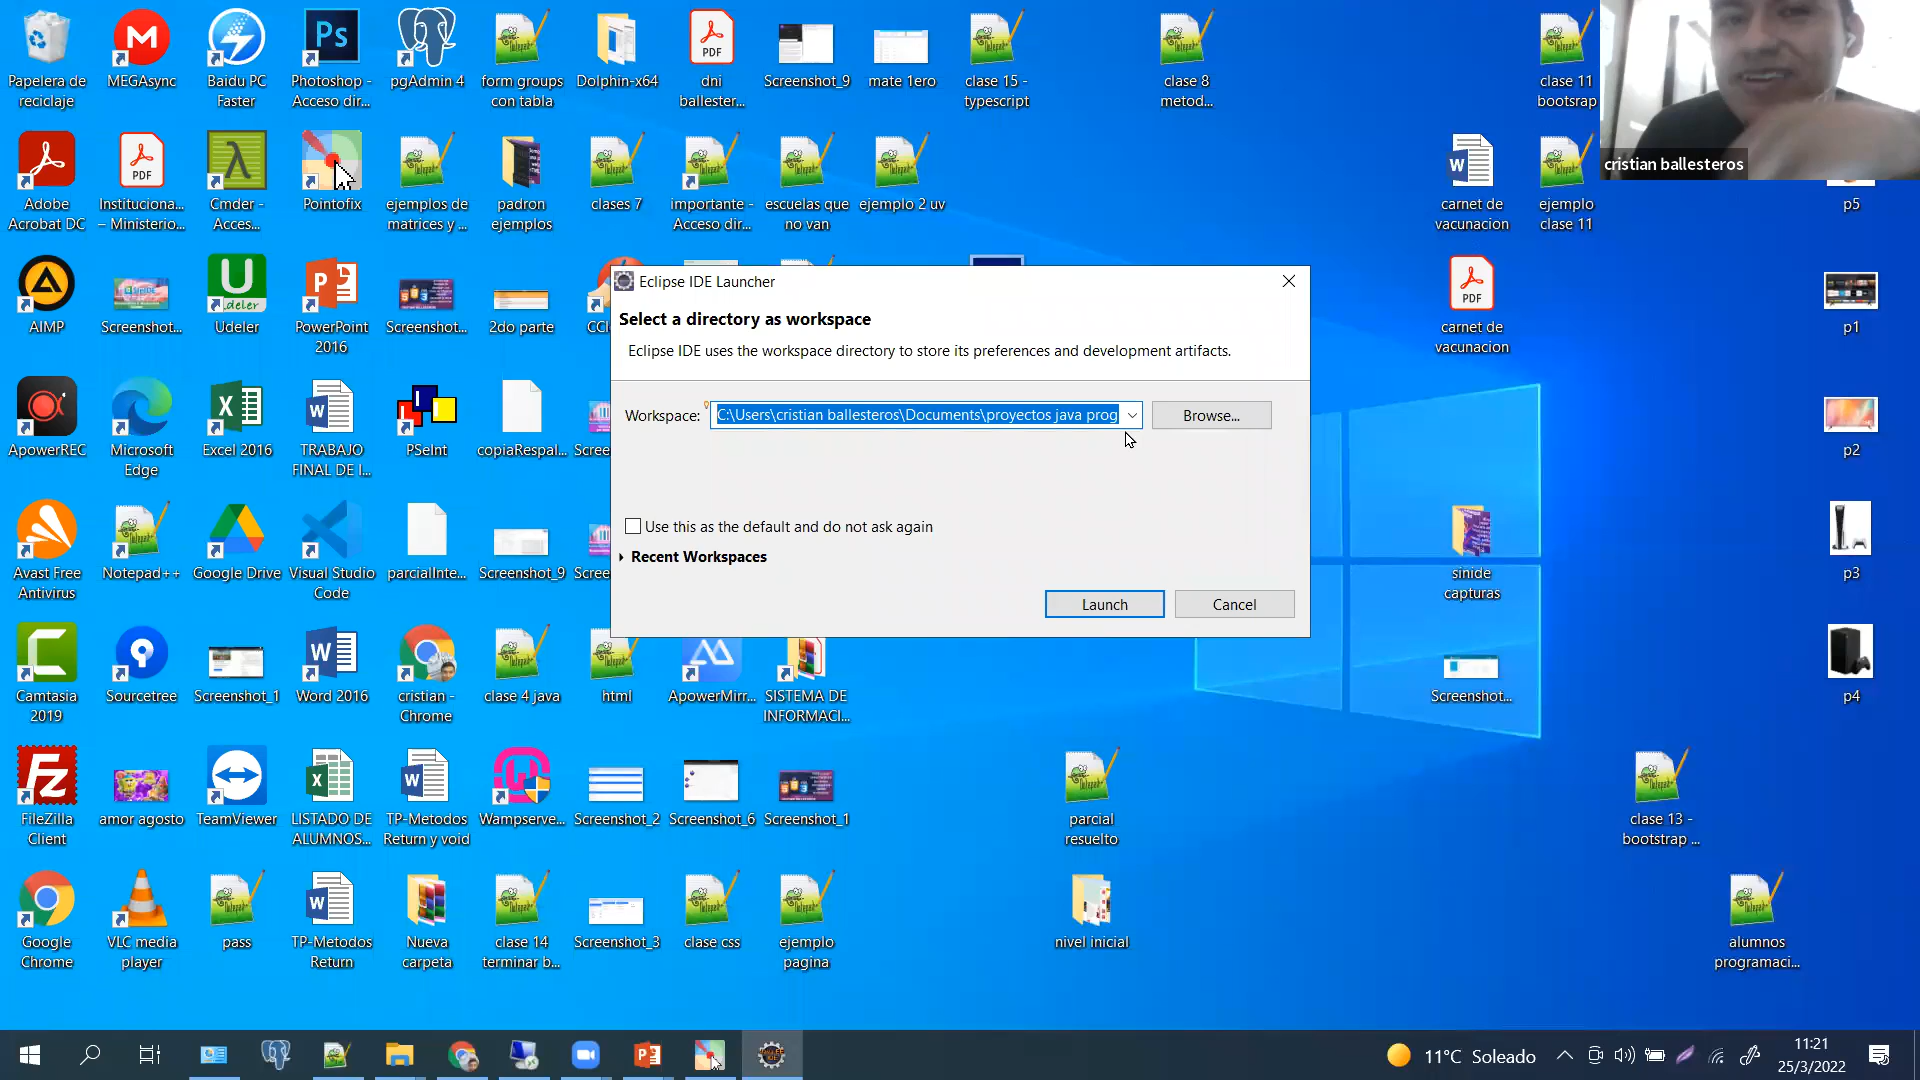 Papelera de
reciclaje
MEGAsync
Baidu PC
Faster
Photoshop -
Acceso dir...
pgAdmin 4
form groups
con tabla
Dolphin-x64
dni
ballester...
Screenshot_9
mate 1ero
clase 15 -
typescript
clase 8
metod...
clase 11
bootsrap
cristian ballesteros
Adobe
Acrobat DC
Instituciona...
– Ministerio...
Cmder -
Acces...
Pointofix
ejemplos de
matrices y ...
padron
ejemplos
clases 7
importante -
Acceso dir...
escuelas que
no van
ejemplo 2 uv
carnet de
vacunacion
ejemplo
clase 11
p5
AIMP
Screenshot...
Udeler
PowerPoint
2016
Screenshot...
2do parte
carnet de
vacunacion
p1
Eclipse IDE Launcher
Select a directory as workspace
Eclipse IDE uses the workspace directory to store its preferences and development artifacts.
Workspace:
C:\Users\cristian ballesteros\Documents\proyectos java prog
Browse...
Use this as the default and do not ask again
Recent Workspaces
Launch
Cancel
ApowerREC
Microsoft
Edge
Excel 2016
TRABAJO
FINAL DE I...
PSeInt
copiaRespal...
Scree
p2
Avast Free
Antivirus
Notepad++
Google Drive
Visual Studio
Code
parcialInte...
Screenshot_9
Scree
sinide
capturas
p3
Camtasia
2019
Sourcetree
Screenshot_1
Word 2016
cristian -
Chrome
clase 4 java
html
ApowerMirr...
SISTEMA DE
INFORMACI...
Screenshot...
p4
FileZilla
Client
amor agosto
TeamViewer
LISTADO DE
ALUMNOS...
TP-Metodos
Return y void
Wampserve...
Screenshot_2
Screenshot_6
Screenshot_1
parcial
resuelto
clase 13 -
bootstrap ...
Google
Chrome
VLC media
player
pass
TP-Metodos
Return
Nueva
carpeta
clase 14
terminar b...
Screenshot_3
clase css
ejemplo
pagina
nivel inicial
alumnos
programaci...
11°C Soleado
11:21
25/3/2022